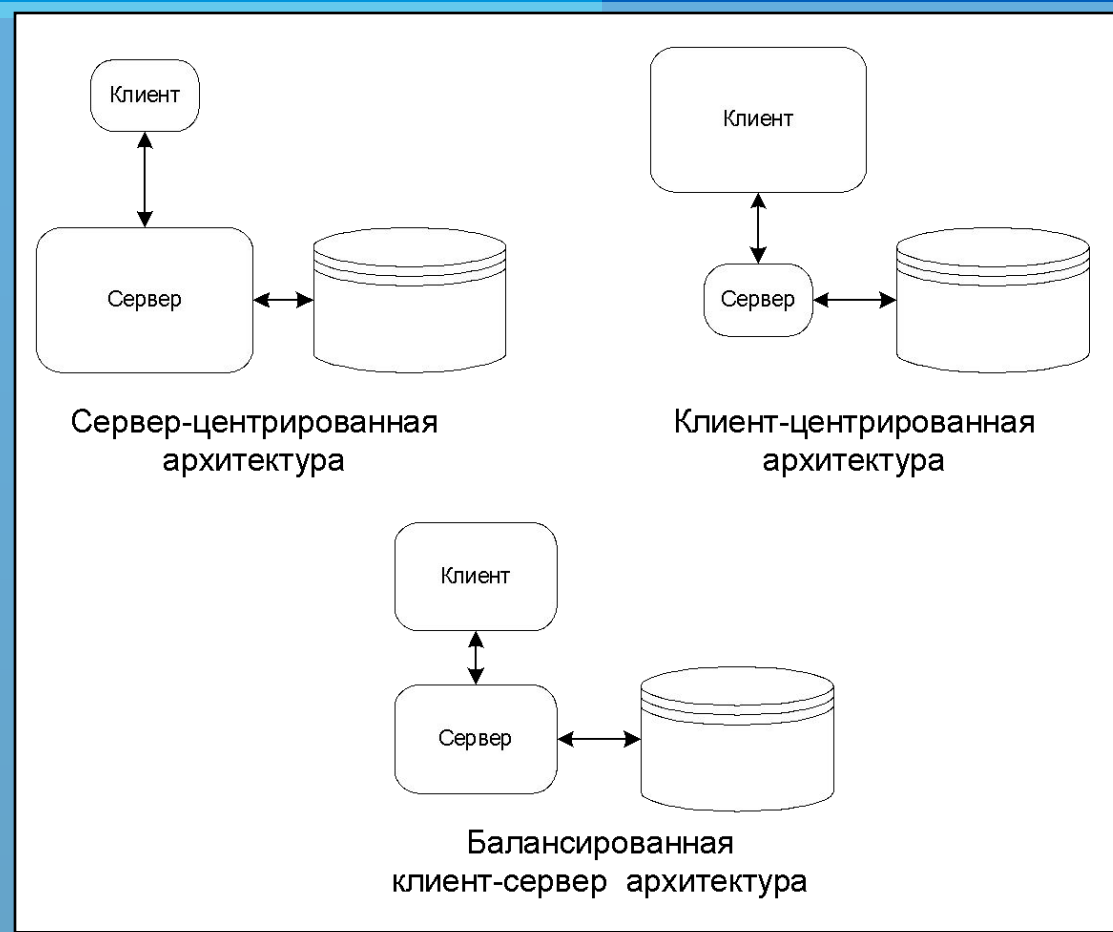 Клиент
Сервер
Сервер-центрированная
архитектура
Клиент
Сервер
Клиент-центрированная
архитектура
Клиент
Сервер
Балансированная
клиент-сервер архитектура